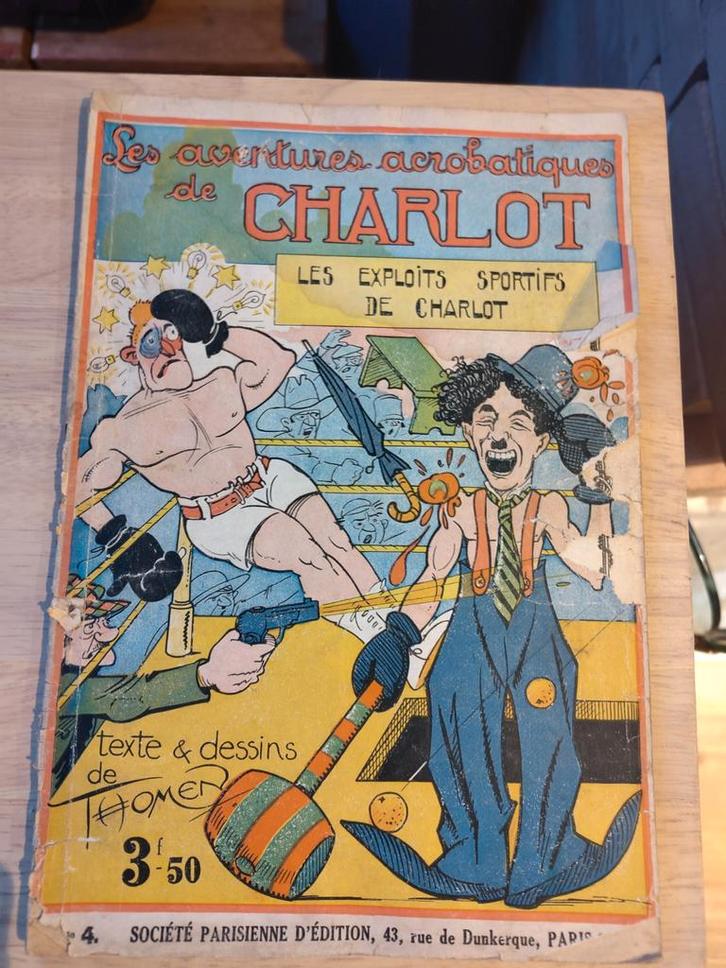 Les aventures acrobatiques
de CHARLOT
LES EXPLOITS SPORTIFS
DE CHARLOT
texte & dessins
de
THOMEN
3f-50
4. SOCIÉTÉ PARISIENNE D'ÉDITION, 43, rue de Dunkerque, PARIS